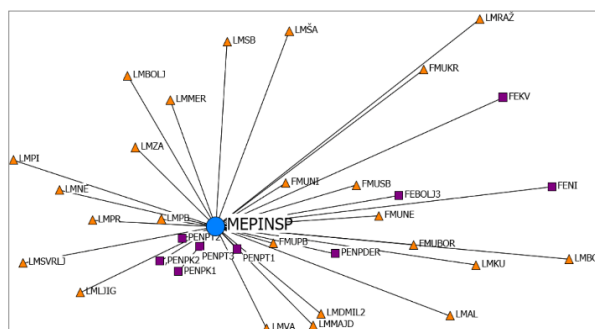 LMRAŽ
LMŠA
LMSB
FMUKR
LMBOLJ
FEKV
LMMER
LMZA
LMPI
FMUNI
FMUSB
FENI
LMNE
FEBOLJ3
LMPR
LMPB
FMUNE
MEPINSP
PENPT2
FMUPB
FMUBOR
PENPT3
PENPT1
PENPDER
PENPK2
LMSVRLJ
LMKU
PENPK1
LMLJIG
LMDMIL2
LMAL
LMMAJD
LMVA